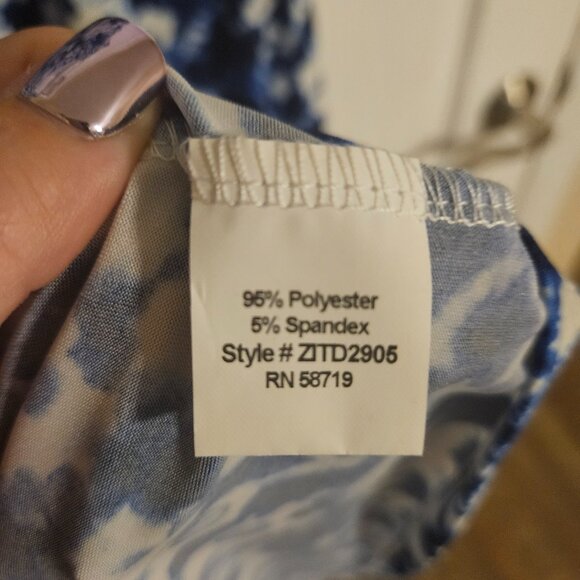 95% Polyester
5% Spandex
Style # ZITD2905
RN 58719